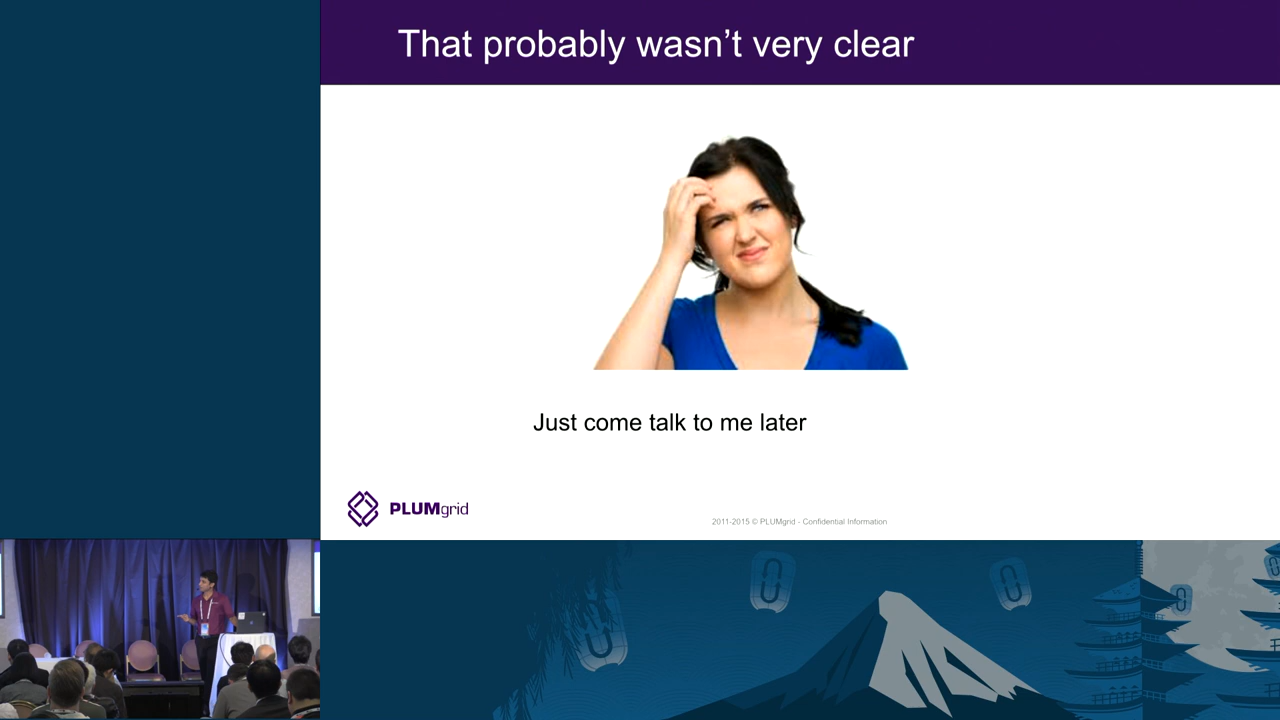 That probably wasn't very clear
Just come talk to me later
PLUMgrid
2011-2015 © PLUMgrid - Confidential Information